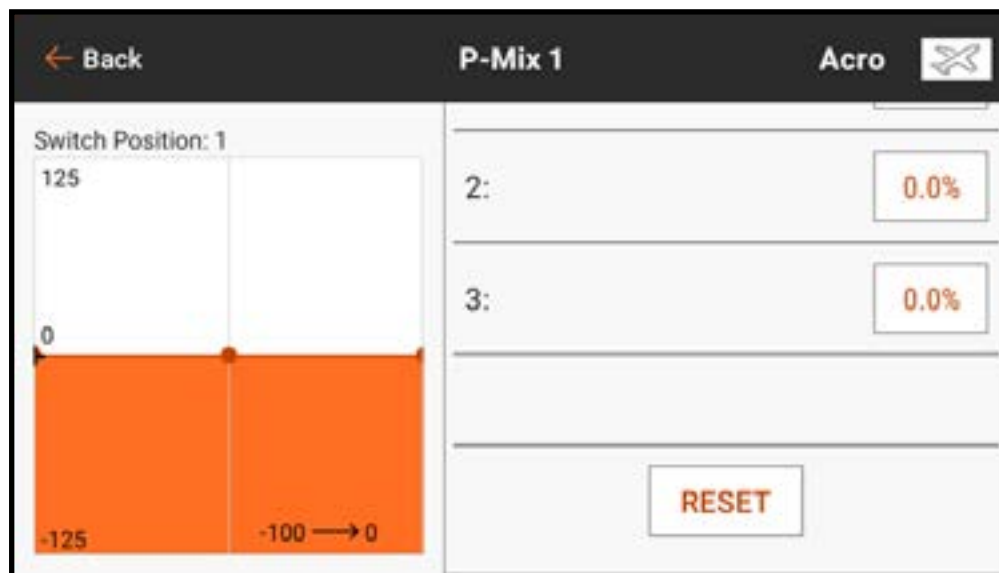 ← Back
P-Mix 1
Acro
Switch Position: 1
125
0
-125
-100 → 0
2:
0.0%
3:
0.0%
RESET